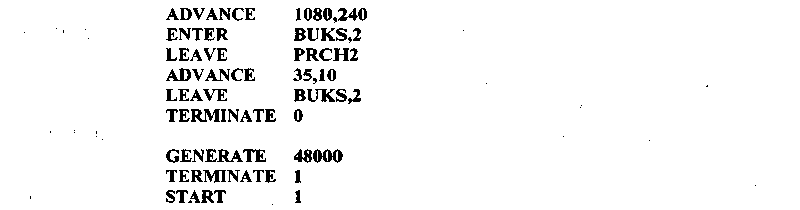 ADVANCE 1080,240
ENTER BUKS,2
LEAVE PRCH2
ADVANCE 35,10
LEAVE BUKS,2
TERMINATE 0
GENERATE 48000
TERMINATE 1
START 1